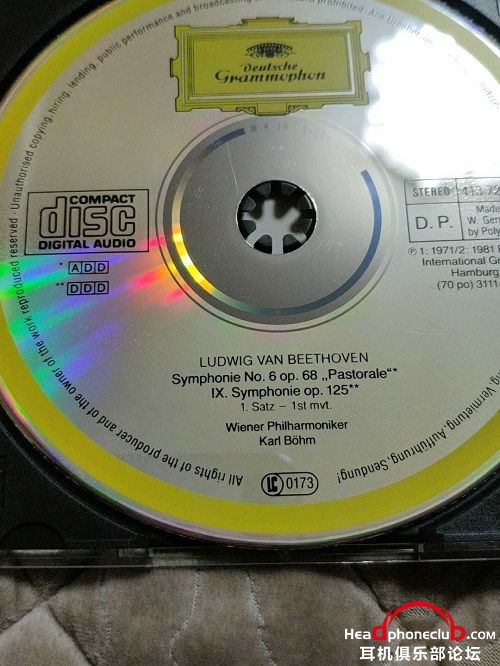 Deutsche
Grammophon
COMPACT
disc
DIGITAL AUDIO
* ADD
** DDD
STEREO 413 72
D.P.
Made
W. Ger
by Poly
℗ 1: 1971/2: 1981
International
Hamburg
(70 po) 3111
LUDWIG VAN BEETHOVEN
Symphonie No. 6 op. 68 „Pastorale“*
IX. Symphonie op. 125**
1. Satz – 1st mvt.
Wiener Philharmoniker
Karl Böhm
LC 0173
All rights of the producer and of the owner of the work reproduced reserved · Unauthorised copying, hiring, lending, public performance and broadcasting
prohibited · Alle
Vermietung, Aufführung, Sendung!
Headphoneclub.com
耳机俱乐部论坛